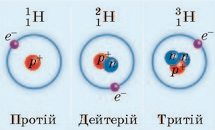 ¹₁H ²₁H ³₁H
e⁻ p⁺ p⁺ n e⁻ e⁻ n n p⁺
Протій Дейтерій Тритій